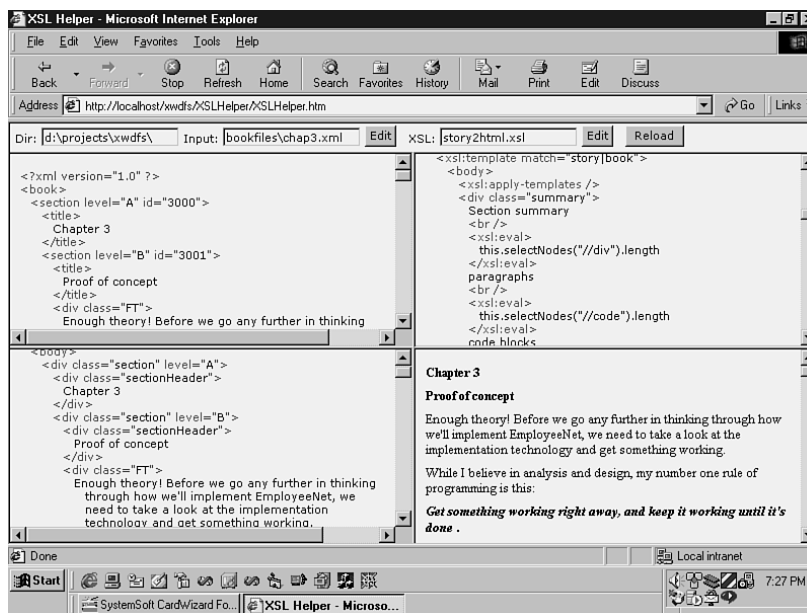 XSL Helper - Microsoft Internet Explorer
File Edit View Favorites Tools Help
Back Forward Stop Refresh Home Search Favorites History Mail Print Edit Discuss
Address http://localhost/xwdfs/XSLHelper/XSLHelper.htm Go Links
Dir: d:\projects\xwdfs\ Input: bookfiles\chap3.xml Edit XSL: story2html.xsl Edit Reload
<?xml version="1.0" ?>
<book>
<section level="A" id="3000">
<title>
Chapter 3
</title>
<section level="B" id="3001">
<title>
Proof of concept
</title>
<div class="FT">
Enough theory! Before we go any further in thinking
<xsl:template match="story|book">
<body>
<xsl:apply-templates />
<div class="summary">
Section summary
<br />
<xsl:eval>
this.selectNodes("//div").length
</xsl:eval>
paragraphs
<br />
<xsl:eval>
this.selectNodes("//code").length
</xsl:eval>
code blocks
<body>
<div class="section" level="A">
<div class="sectionHeader">
Chapter 3
</div>
<div class="section" level="B">
<div class="sectionHeader">
Proof of concept
</div>
<div class="FT">
Enough theory! Before we go any further in thinking
through how we'll implement EmployeeNet, we
need to take a look at the implementation
technology and get something working.
Chapter 3
Proof of concept
Enough theory! Before we go any further in thinking through how
we'll implement EmployeeNet, we need to take a look at the
implementation technology and get something working.
While I believe in analysis and design, my number one rule of
programming is this:
Get something working right away, and keep it working until it's
done .
Done Local intranet
Start 7:27 PM
SystemSoft CardWizard Fo... XSL Helper - Microso...